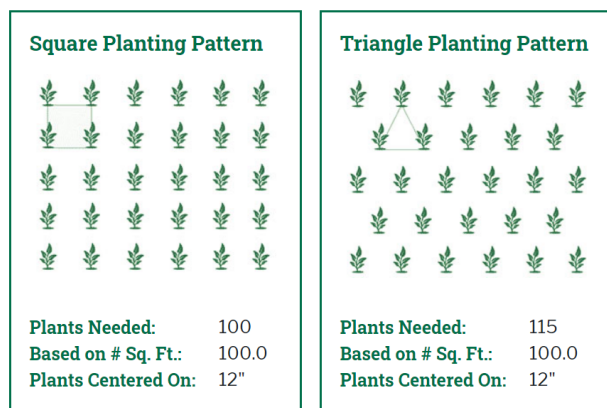 Square Planting Pattern
Plants Needed: 100
Based on # Sq. Ft.: 100.0
Plants Centered On: 12"
Triangle Planting Pattern
Plants Needed: 115
Based on # Sq. Ft.: 100.0
Plants Centered On: 12"